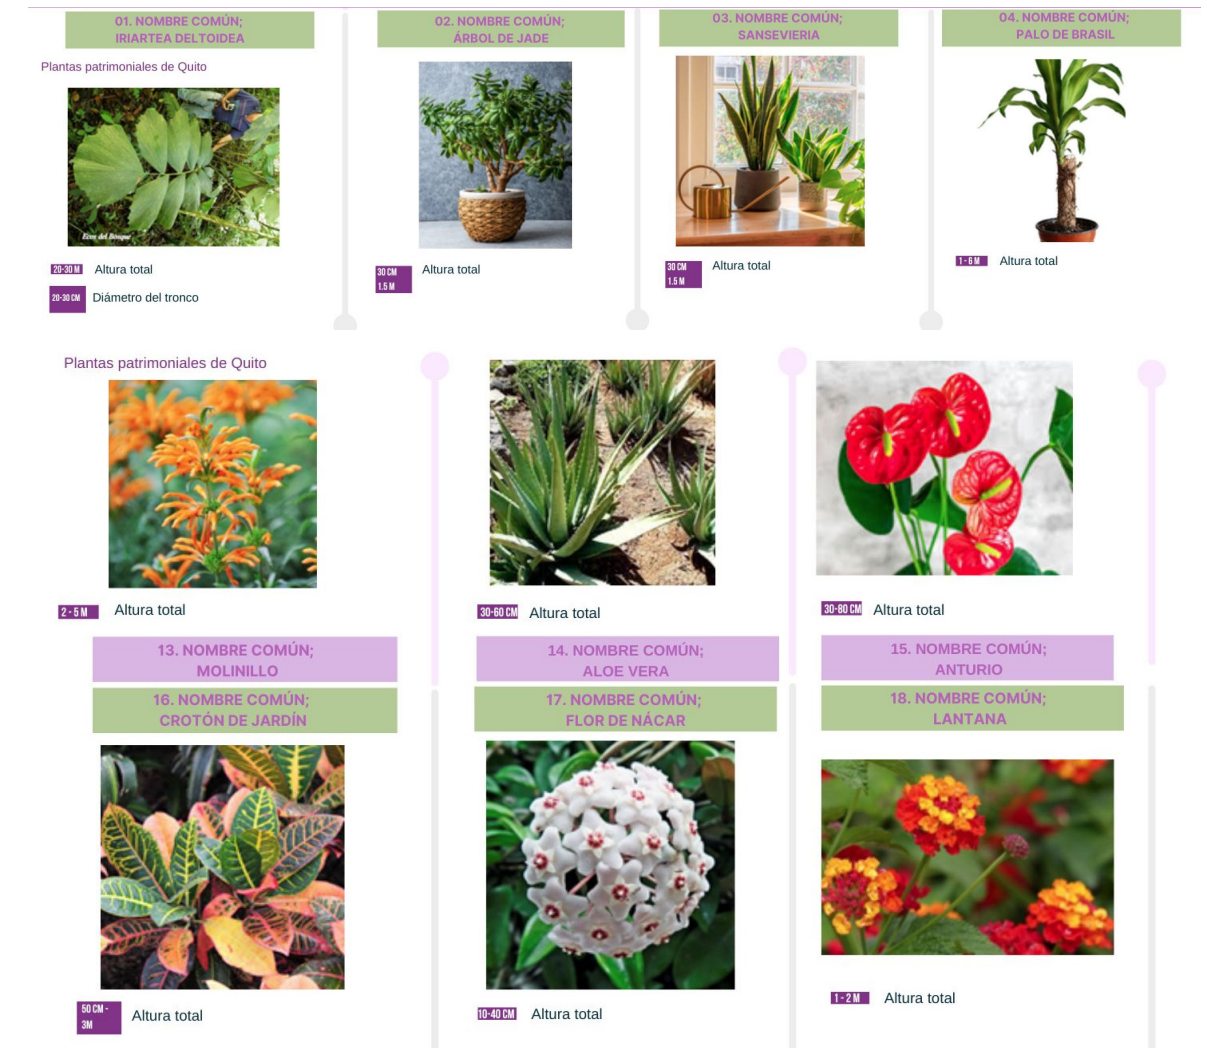 01. NOMBRE COMÚN;
IRIARTEA DELTOIDEA
02. NOMBRE COMÚN;
ÁRBOL DE JADE
03. NOMBRE COMÚN;
SANSEVIERIA
04. NOMBRE COMÚN;
PALO DE BRASIL
Plantas patrimoniales de Quito
Ecos del Bosque
20-30 M Altura total
20-30 CM Diámetro del tronco
30 CM
1.5 M
Altura total
30 CM
1.5 M
Altura total
1 - 6 M Altura total
Plantas patrimoniales de Quito
2 - 5 M Altura total
30-60 CM Altura total
30-80 CM Altura total
13. NOMBRE COMÚN;
MOLINILLO
14. NOMBRE COMÚN;
ALOE VERA
15. NOMBRE COMÚN;
ANTURIO
16. NOMBRE COMÚN;
CROTÓN DE JARDÍN
17. NOMBRE COMÚN;
FLOR DE NÁCAR
18. NOMBRE COMÚN;
LANTANA
50 CM -
3M
Altura total
10-40 CM Altura total
1 - 2 M Altura total